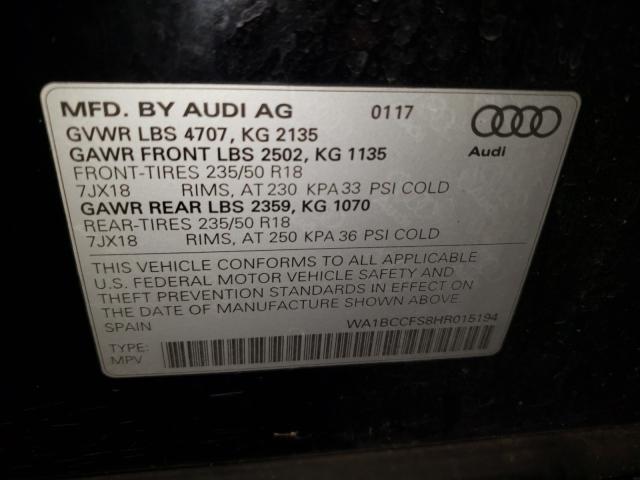 MFD. BY AUDI AG 0117
GVWR LBS 4707, KG 2135
GAWR FRONT LBS 2502, KG 1135
Audi
FRONT-TIRES 235/50 R18
7JX18 RIMS, AT 230 KPA 33 PSI COLD
GAWR REAR LBS 2359, KG 1070
REAR-TIRES 235/50 R18
7JX18 RIMS, AT 250 KPA 36 PSI COLD
THIS VEHICLE CONFORMS TO ALL APPLICABLE
U.S. FEDERAL MOTOR VEHICLE SAFETY AND
THEFT PREVENTION STANDARDS IN EFFECT ON
THE DATE OF MANUFACTURE SHOWN ABOVE.
SPAIN WA1BCCFS8HR015194
TYPE:
MPV